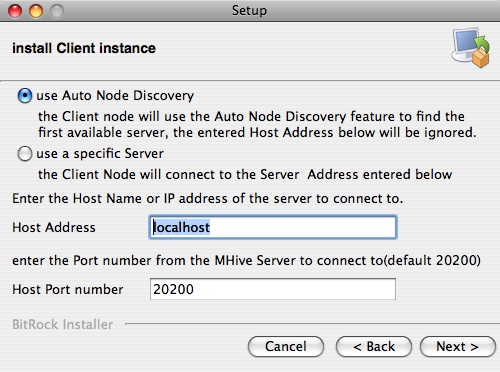 Setup
install Client instance
use Auto Node Discovery
the Client node will use the Auto Node Discovery feature to find the
first available server, the entered Host Address below will be ignored.
use a specific Server
the Client Node will connect to the Server  Address entered below
Enter the Host Name or IP address of the server to connect to.
Host Address localhost
enter the Port number from the MHive Server to connect to(default 20200)
Host Port number 20200
BitRock Installer
Cancel < Back Next >